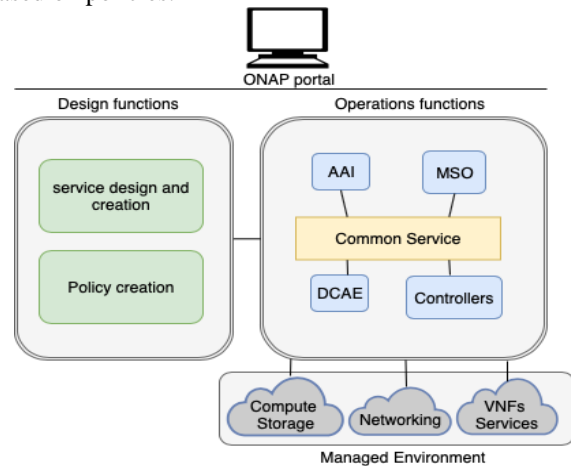 ONAP portal
Design functions
Operations functions
service design and
creation
Policy creation
AAI
MSO
Common Service
DCAE
Controllers
Compute
Storage
Networking
VNFs
Services
Managed Environment